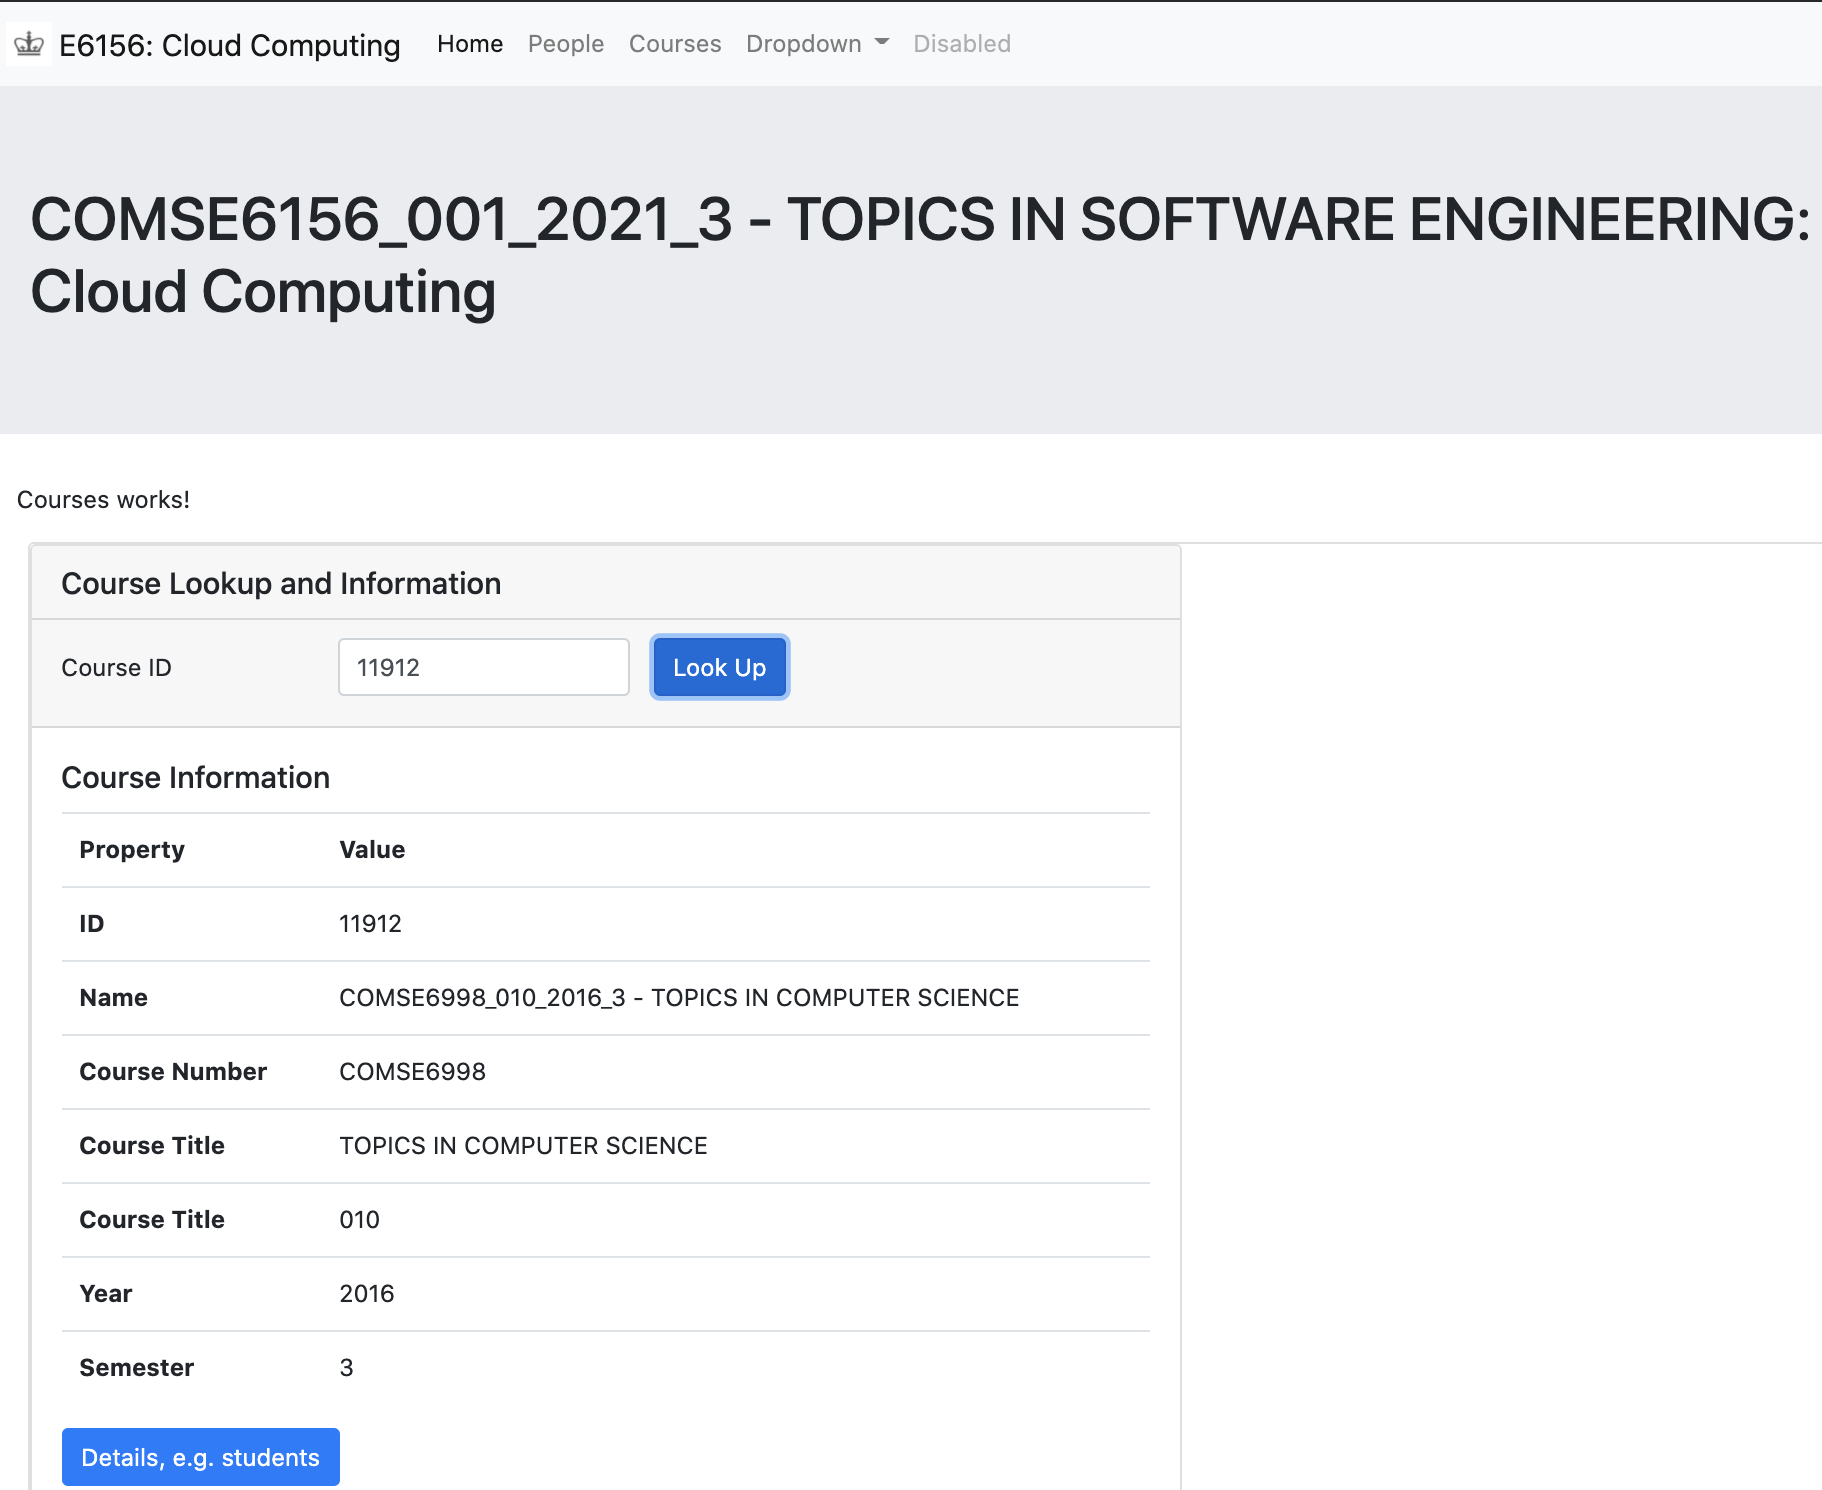 E6156: Cloud Computing Home People Courses Dropdown Disabled
COMSE6156_001_2021_3 - TOPICS IN SOFTWARE ENGINEERING:
Cloud Computing
Courses works!
Course Lookup and Information
Course ID 11912 Look Up
Course Information
Property Value
ID 11912
Name COMSE6998_010_2016_3 - TOPICS IN COMPUTER SCIENCE
Course Number COMSE6998
Course Title TOPICS IN COMPUTER SCIENCE
Course Title 010
Year 2016
Semester 3
Details, e.g. students